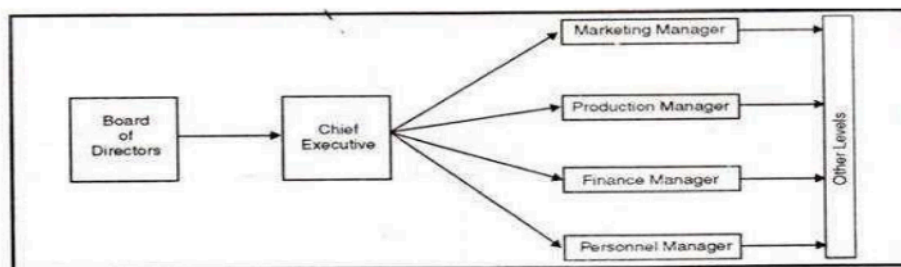 Board
of
Directors
Chief
Executive
Marketing Manager
Production Manager
Finance Manager
Personnel Manager
Other Levels